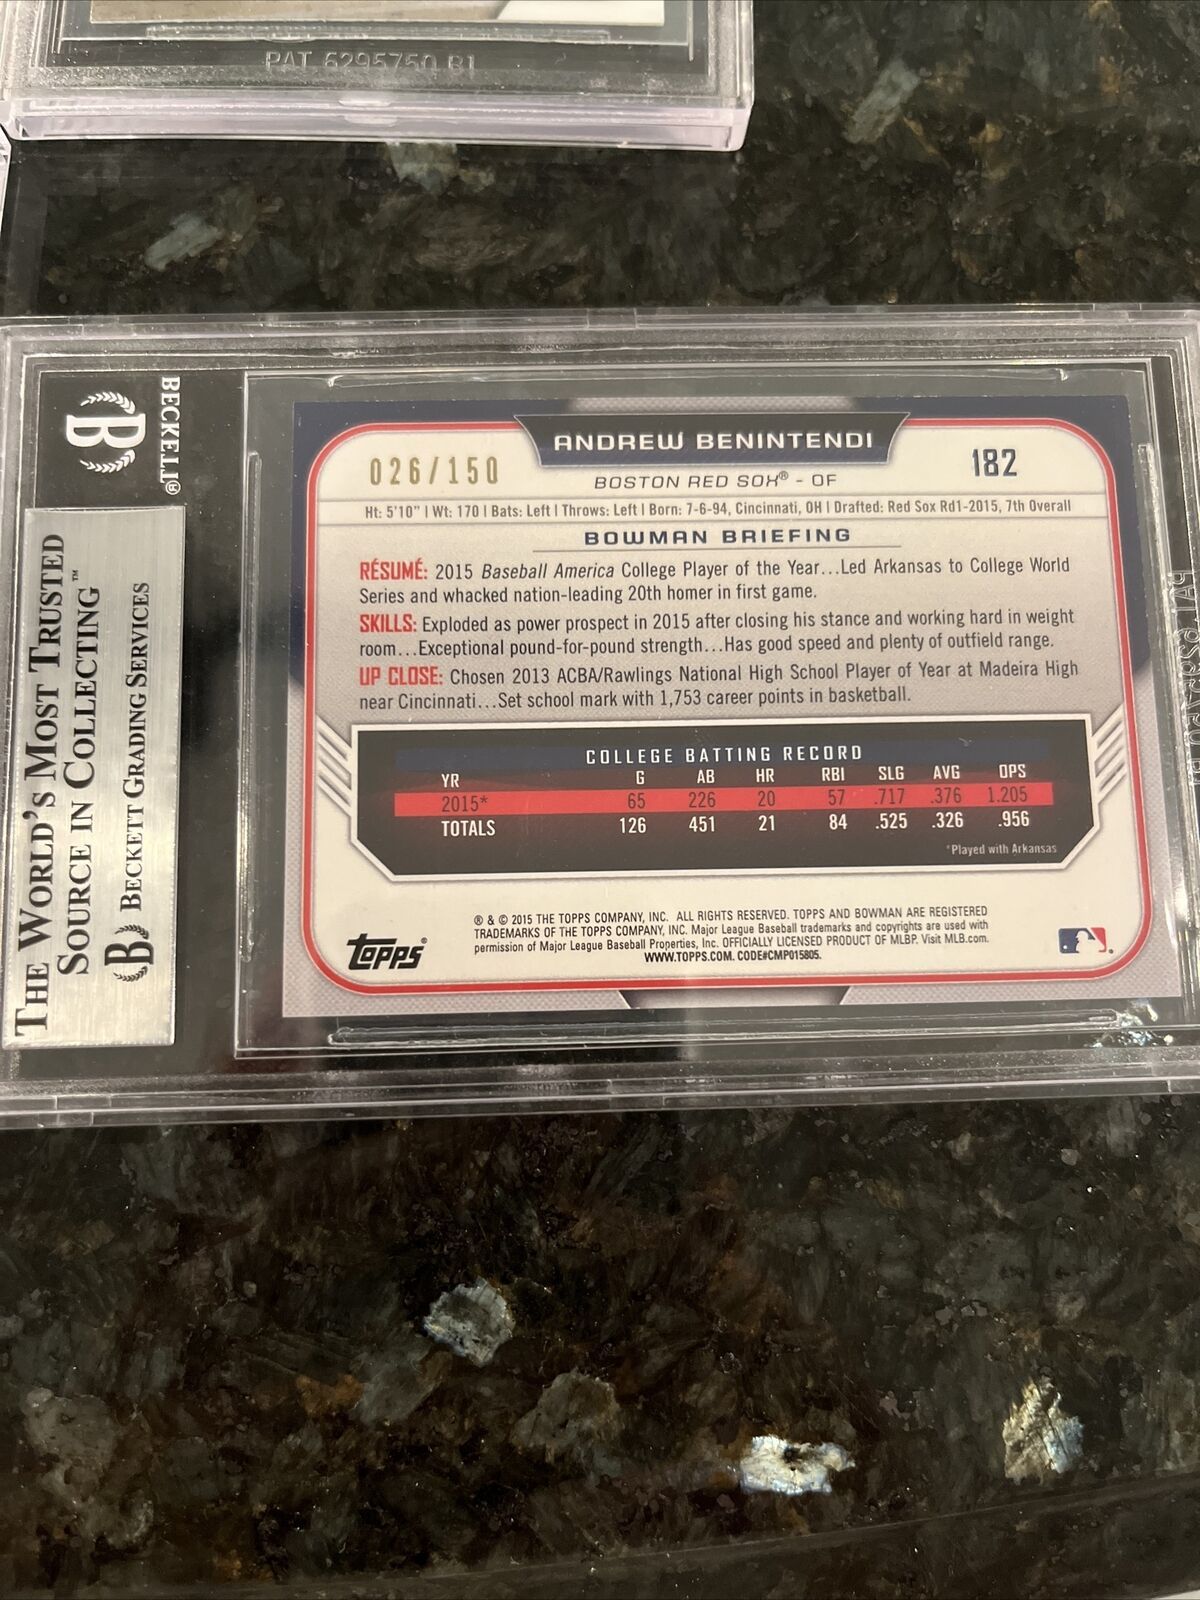 PAT 6295750 B1
BECKETT®
B
THE WORLD'S MOST TRUSTED
SOURCE IN COLLECTING™
B BECKETT GRADING SERVICES
ANDREW BENINTENDI
026/150
182
BOSTON RED SOX® - OF
Ht: 5'10" | Wt: 170 | Bats: Left | Throws: Left | Born: 7-6-94, Cincinnati, OH | Drafted: Red Sox Rd1-2015, 7th Overall
BOWMAN BRIEFING
RÉSUMÉ: 2015 Baseball America College Player of the Year...Led Arkansas to College World
Series and whacked nation-leading 20th homer in first game.
SKILLS: Exploded as power prospect in 2015 after closing his stance and working hard in weight
room...Exceptional pound-for-pound strength...Has good speed and plenty of outfield range.
UP CLOSE: Chosen 2013 ACBA/Rawlings National High School Player of Year at Madeira High
near Cincinnati...Set school mark with 1,753 career points in basketball.
COLLEGE BATTING RECORD
YR G AB HR RBI SLG AVG OPS
2015* 65 226 20 57 .717 .376 1.205
TOTALS 126 451 21 84 .525 .326 .956
*Played with Arkansas
® & © 2015 THE TOPPS COMPANY, INC. ALL RIGHTS RESERVED. TOPPS AND BOWMAN ARE REGISTERED
TRADEMARKS OF THE TOPPS COMPANY, INC. Major League Baseball trademarks and copyrights are used with
permission of Major League Baseball Properties, Inc. OFFICIALLY LICENSED PRODUCT OF MLBP. Visit MLB.com.
WWW.TOPPS.COM. CODE#CMP015805.
topps®